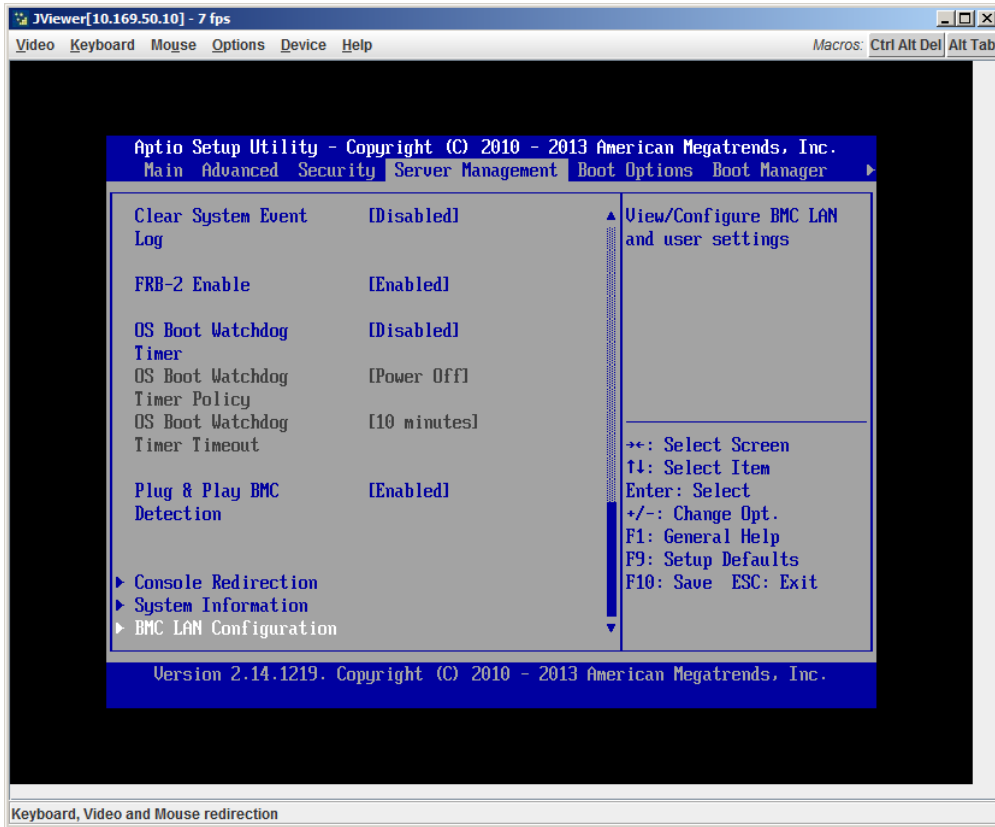 JViewer[10.169.50.10] - 7 fps
Video Keyboard Mouse Options Device Help Macros: Ctrl Alt Del Alt Tab
Aptio Setup Utility - Copyright (C) 2010 - 2013 American Megatrends, Inc.
Main Advanced Security Server Management Boot Options Boot Manager
Clear System Event [Disabled]
Log
FRB-2 Enable [Enabled]
OS Boot Watchdog [Disabled]
Timer
OS Boot Watchdog [Power Off]
Timer Policy
OS Boot Watchdog [10 minutes]
Timer Timeout
Plug & Play BMC [Enabled]
Detection
Console Redirection
System Information
BMC LAN Configuration
View/Configure BMC LAN
and user settings
→←: Select Screen
↑↓: Select Item
Enter: Select
+/-: Change Opt.
F1: General Help
F9: Setup Defaults
F10: Save ESC: Exit
Version 2.14.1219. Copyright (C) 2010 - 2013 American Megatrends, Inc.
Keyboard, Video and Mouse redirection